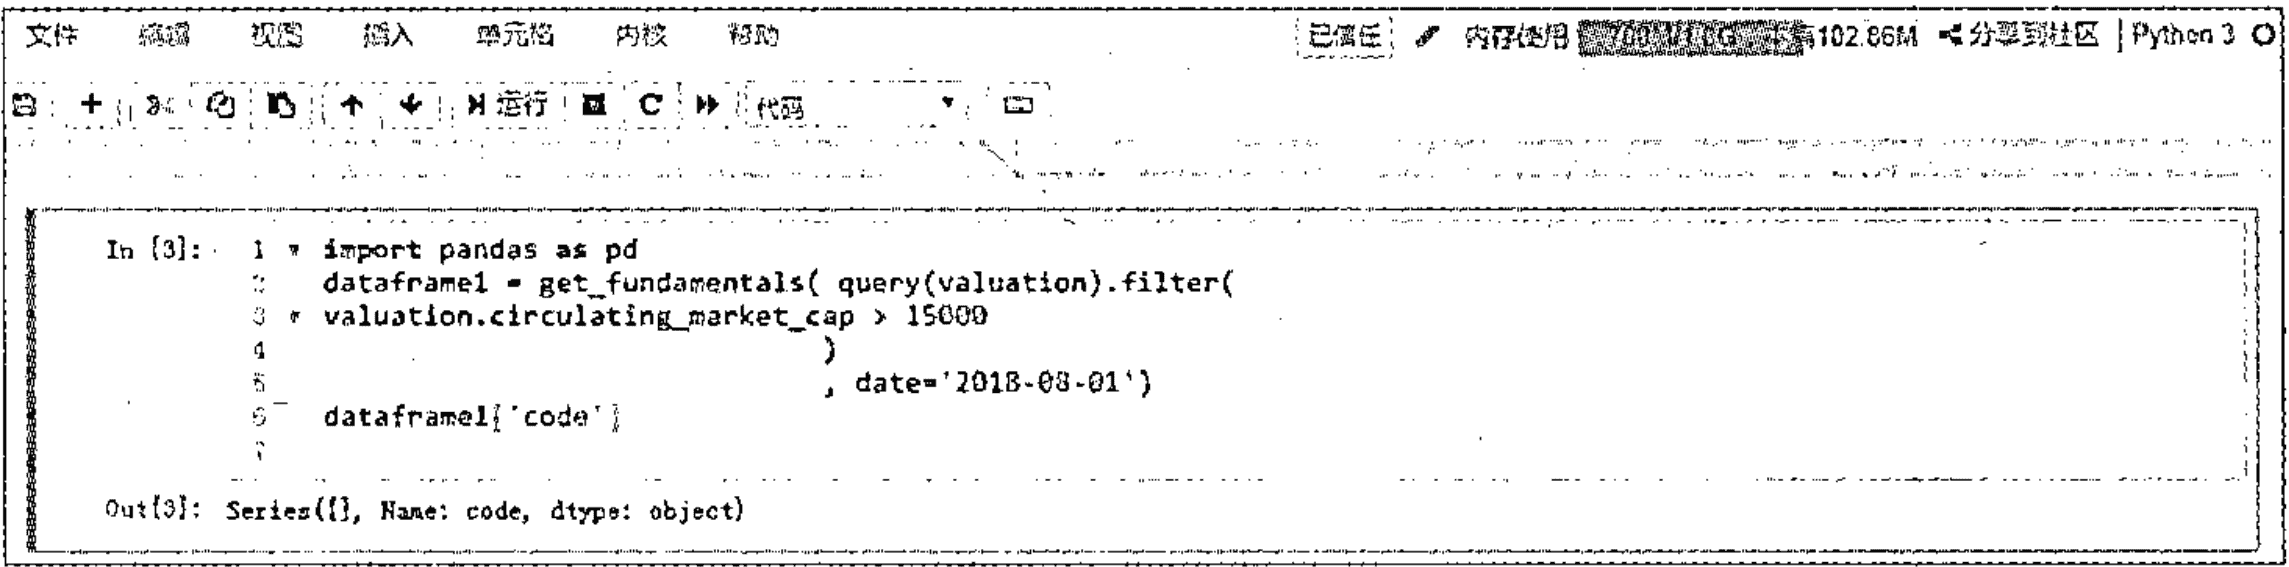 文件 编辑 视图 插入 单元格 内核 帮助 已信任 内存使用 102.86M 分享到社区 Python 3
运行 代码
In [3]: 1 import pandas as pd
2 dataframe1 = get_fundamentals( query(valuation).filter(
3 valuation.circulating_market_cap > 15000
4 )
5 , date='2018-08-01')
6 dataframe1['code']
7
Out[3]: Series([], Name: code, dtype: object)